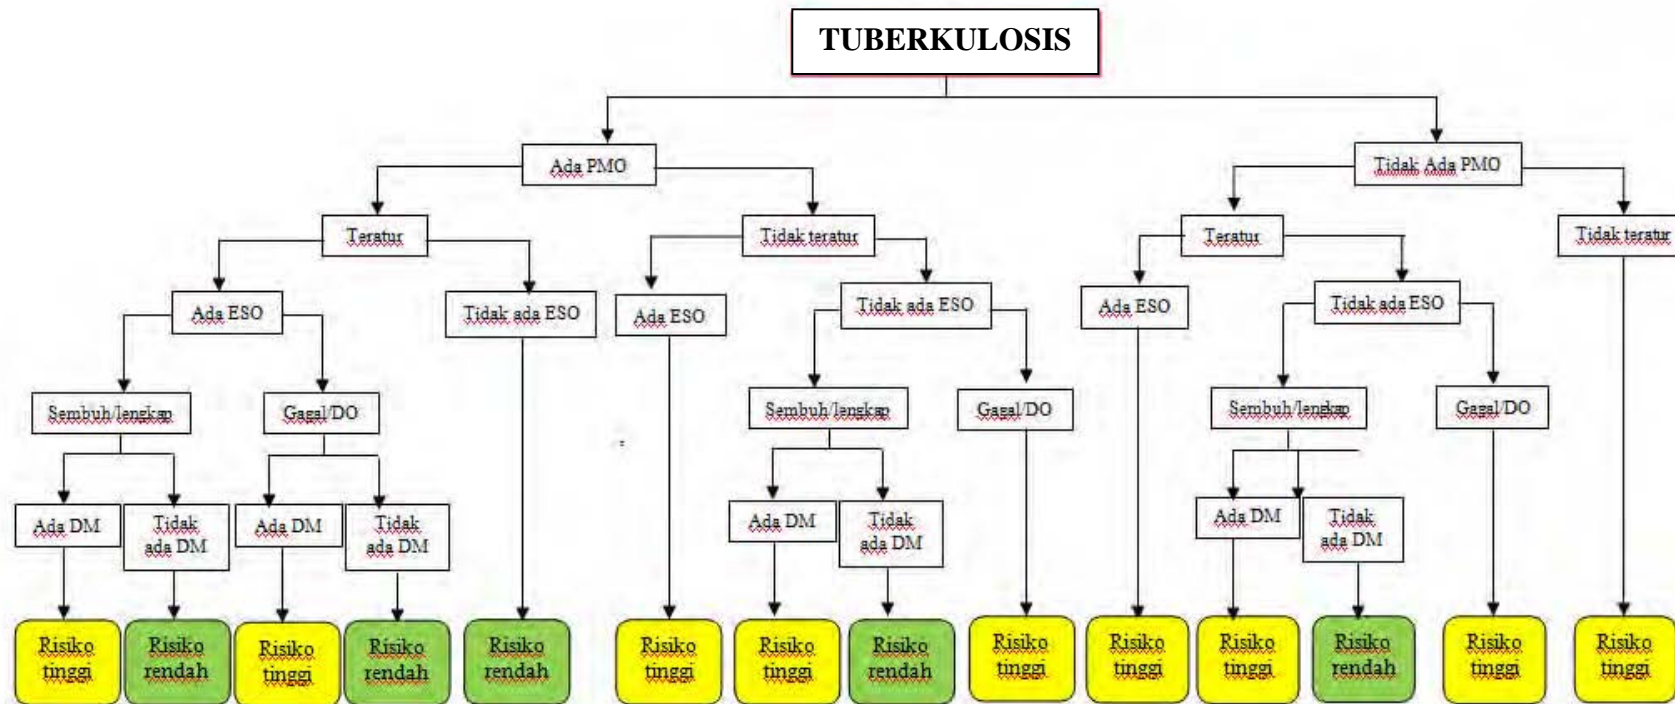 TUBERKULOSIS
Ada PMO
Tidak Ada PMO
Teratur
Tidak teratur
Teratur
Tidak teratur
Ada ESO
Tidak ada ESO
Ada ESO
Tidak ada ESO
Ada ESO
Tidak ada ESO
Sembuh/lengkap
Gagal/DO
Sembuh/lengkap
Gagal/DO
Sembuh/lengkap
Gagal/DO
Ada DM
Tidak
ada DM
Ada DM
Tidak
ada DM
Ada DM
Tidak
ada DM
Ada DM
Tidak
ada DM
Risiko
tinggi
Risiko
rendah
Risiko
tinggi
Risiko
rendah
Risiko
rendah
Risiko
tinggi
Risiko
tinggi
Risiko
rendah
Risiko
tinggi
Risiko
tinggi
Risiko
tinggi
Risiko
rendah
Risiko
tinggi
Risiko
tinggi